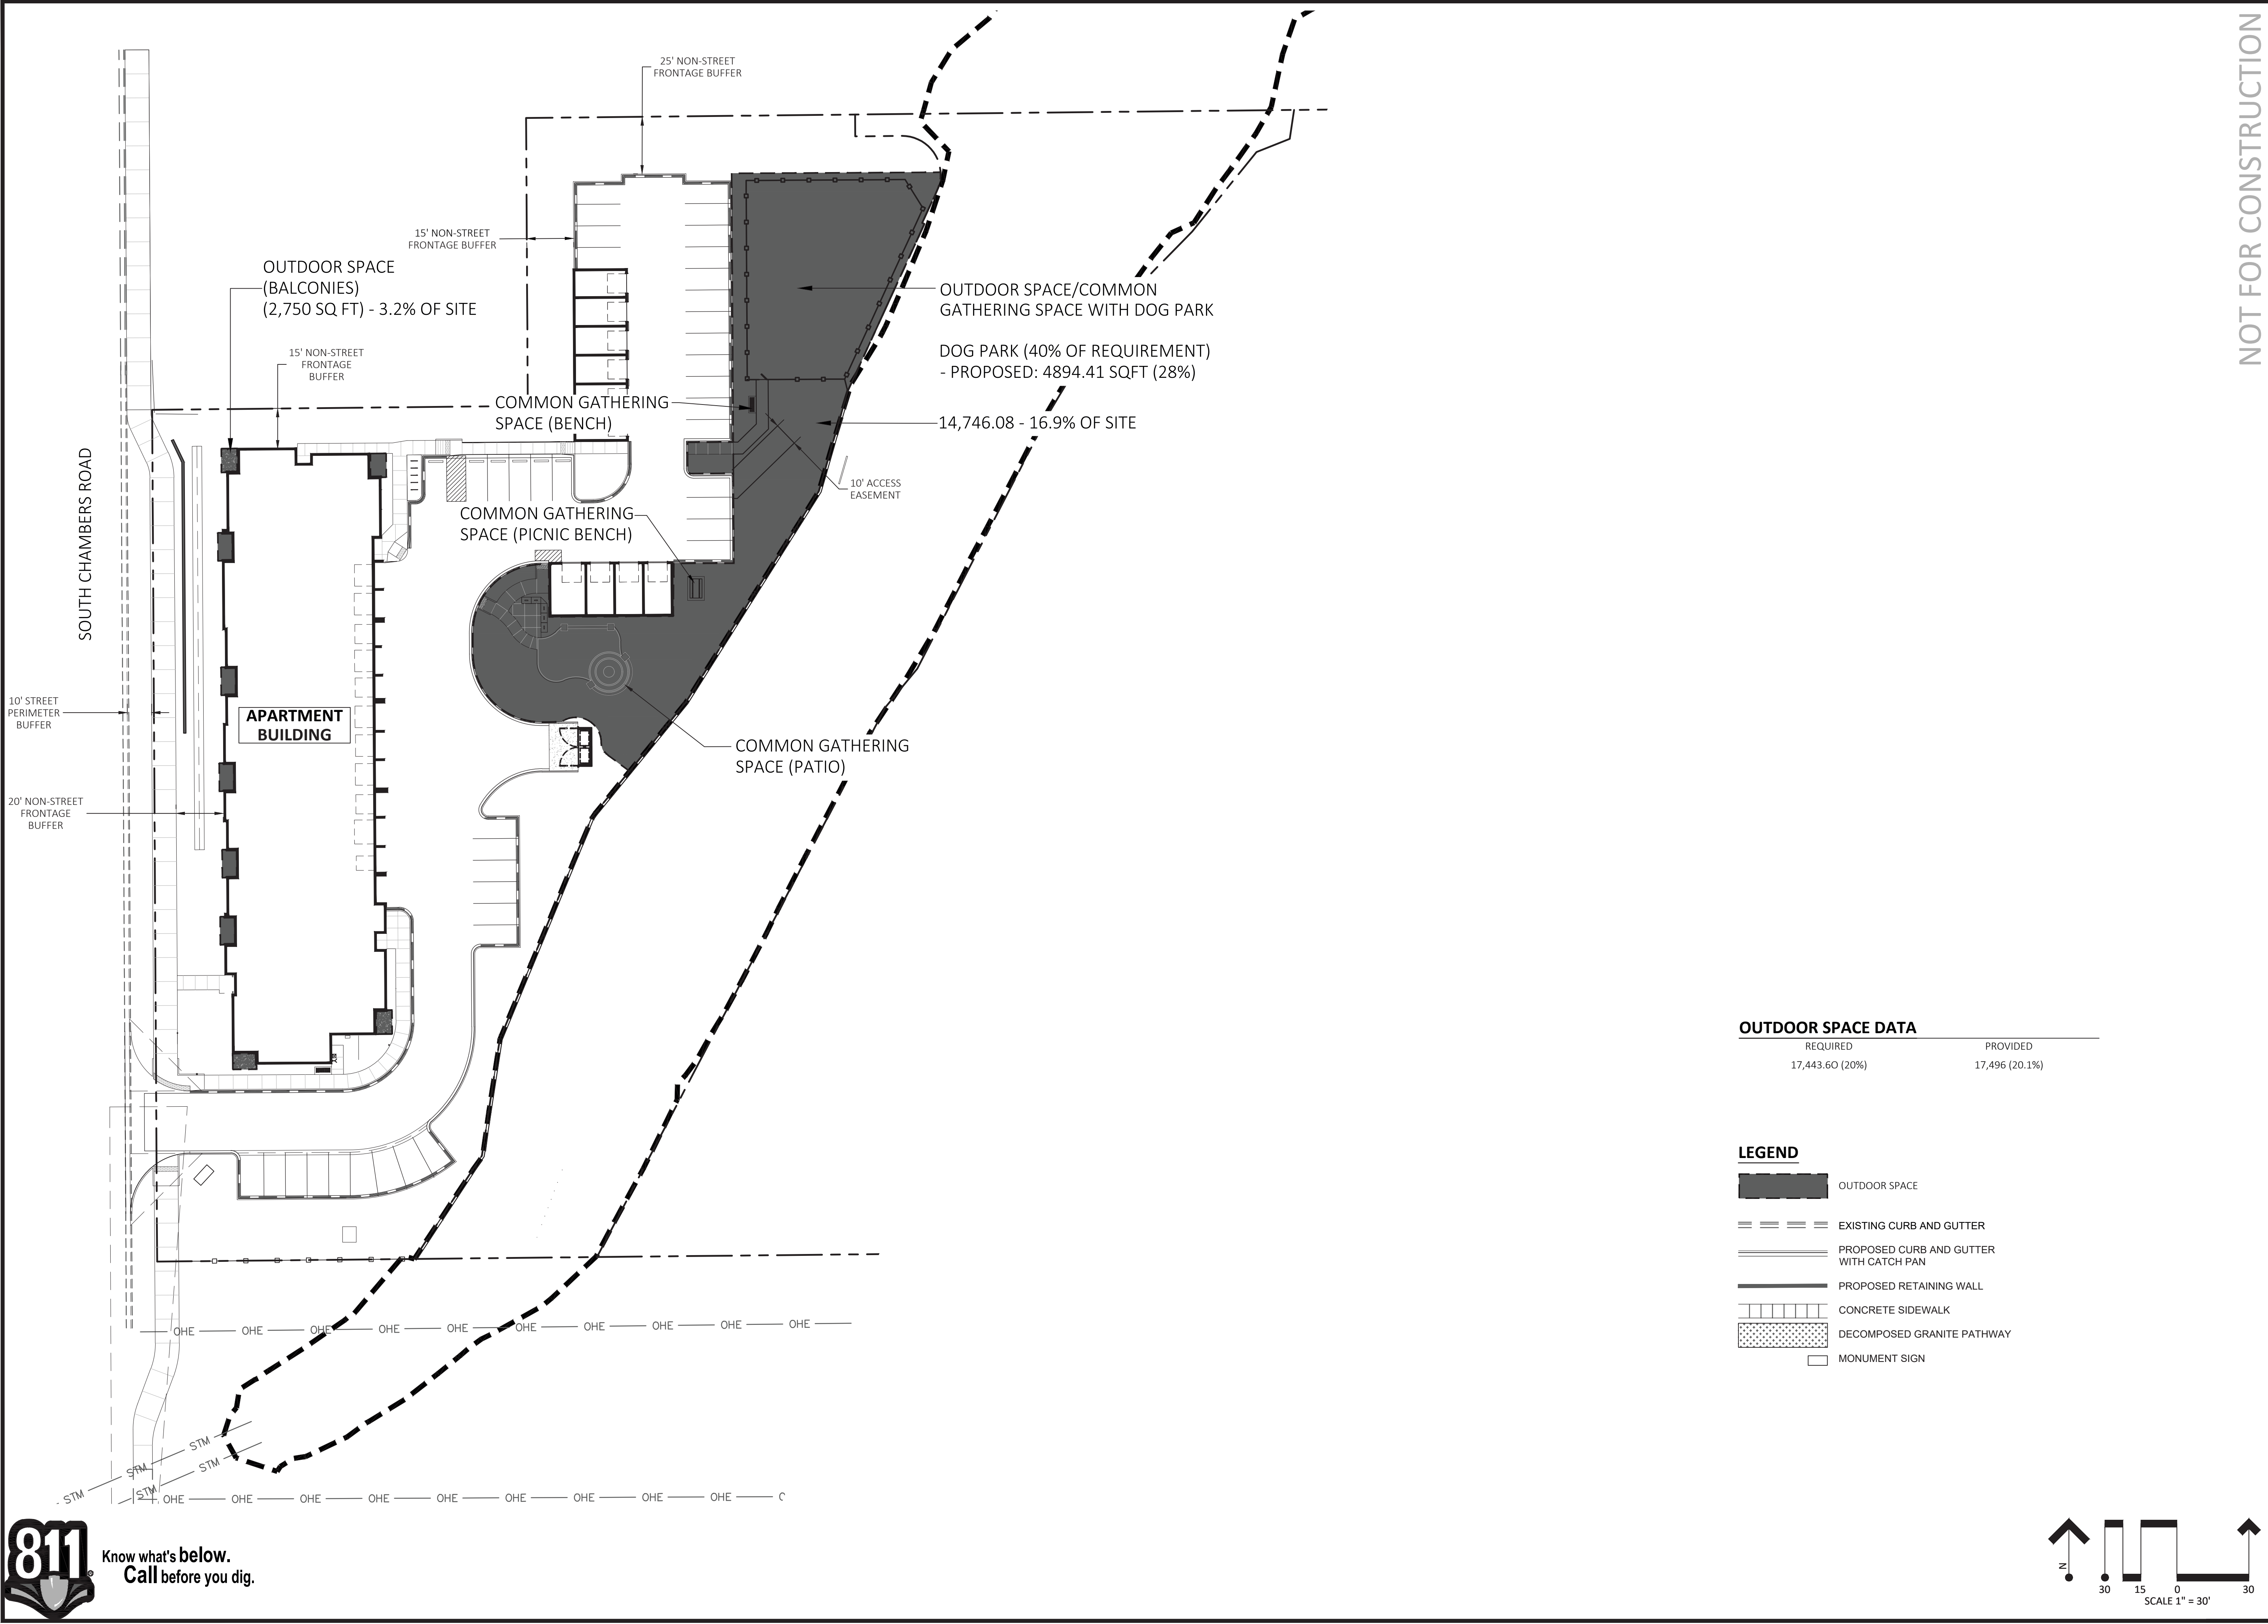 NOT FOR CONSTRUCTION
25' NON-STREET
FRONTAGE BUFFER
15' NON-STREET
FRONTAGE BUFFER
OUTDOOR SPACE
(BALCONIES)
(2,750 SQ FT) - 3.2% OF SITE
15' NON-STREET
FRONTAGE
BUFFER
OUTDOOR SPACE/COMMON
GATHERING SPACE WITH DOG PARK
DOG PARK (40% OF REQUIREMENT)
- PROPOSED: 4894.41 SQFT (28%)
14,746.08 - 16.9% OF SITE
COMMON GATHERING
SPACE (BENCH)
10' ACCESS
EASEMENT
COMMON GATHERING
SPACE (PICNIC BENCH)
SOUTH CHAMBERS ROAD
10' STREET
PERIMETER
BUFFER
APARTMENT
BUILDING
COMMON GATHERING
SPACE (PATIO)
20' NON-STREET
FRONTAGE
BUFFER
OUTDOOR SPACE DATA
REQUIRED PROVIDED
17,443.6O (20%) 17,496 (20.1%)
LEGEND
OUTDOOR SPACE
EXISTING CURB AND GUTTER
PROPOSED CURB AND GUTTER
WITH CATCH PAN
PROPOSED RETAINING WALL
CONCRETE SIDEWALK
DECOMPOSED GRANITE PATHWAY
MONUMENT SIGN
OHE OHE OHE OHE OHE OHE OHE OHE OHE OHE
STM STM STM
STM STM
OHE OHE OHE OHE OHE OHE OHE OHE OHE
811
Know what's below.
Call before you dig.
N
30 15 0 30
SCALE 1" = 30'